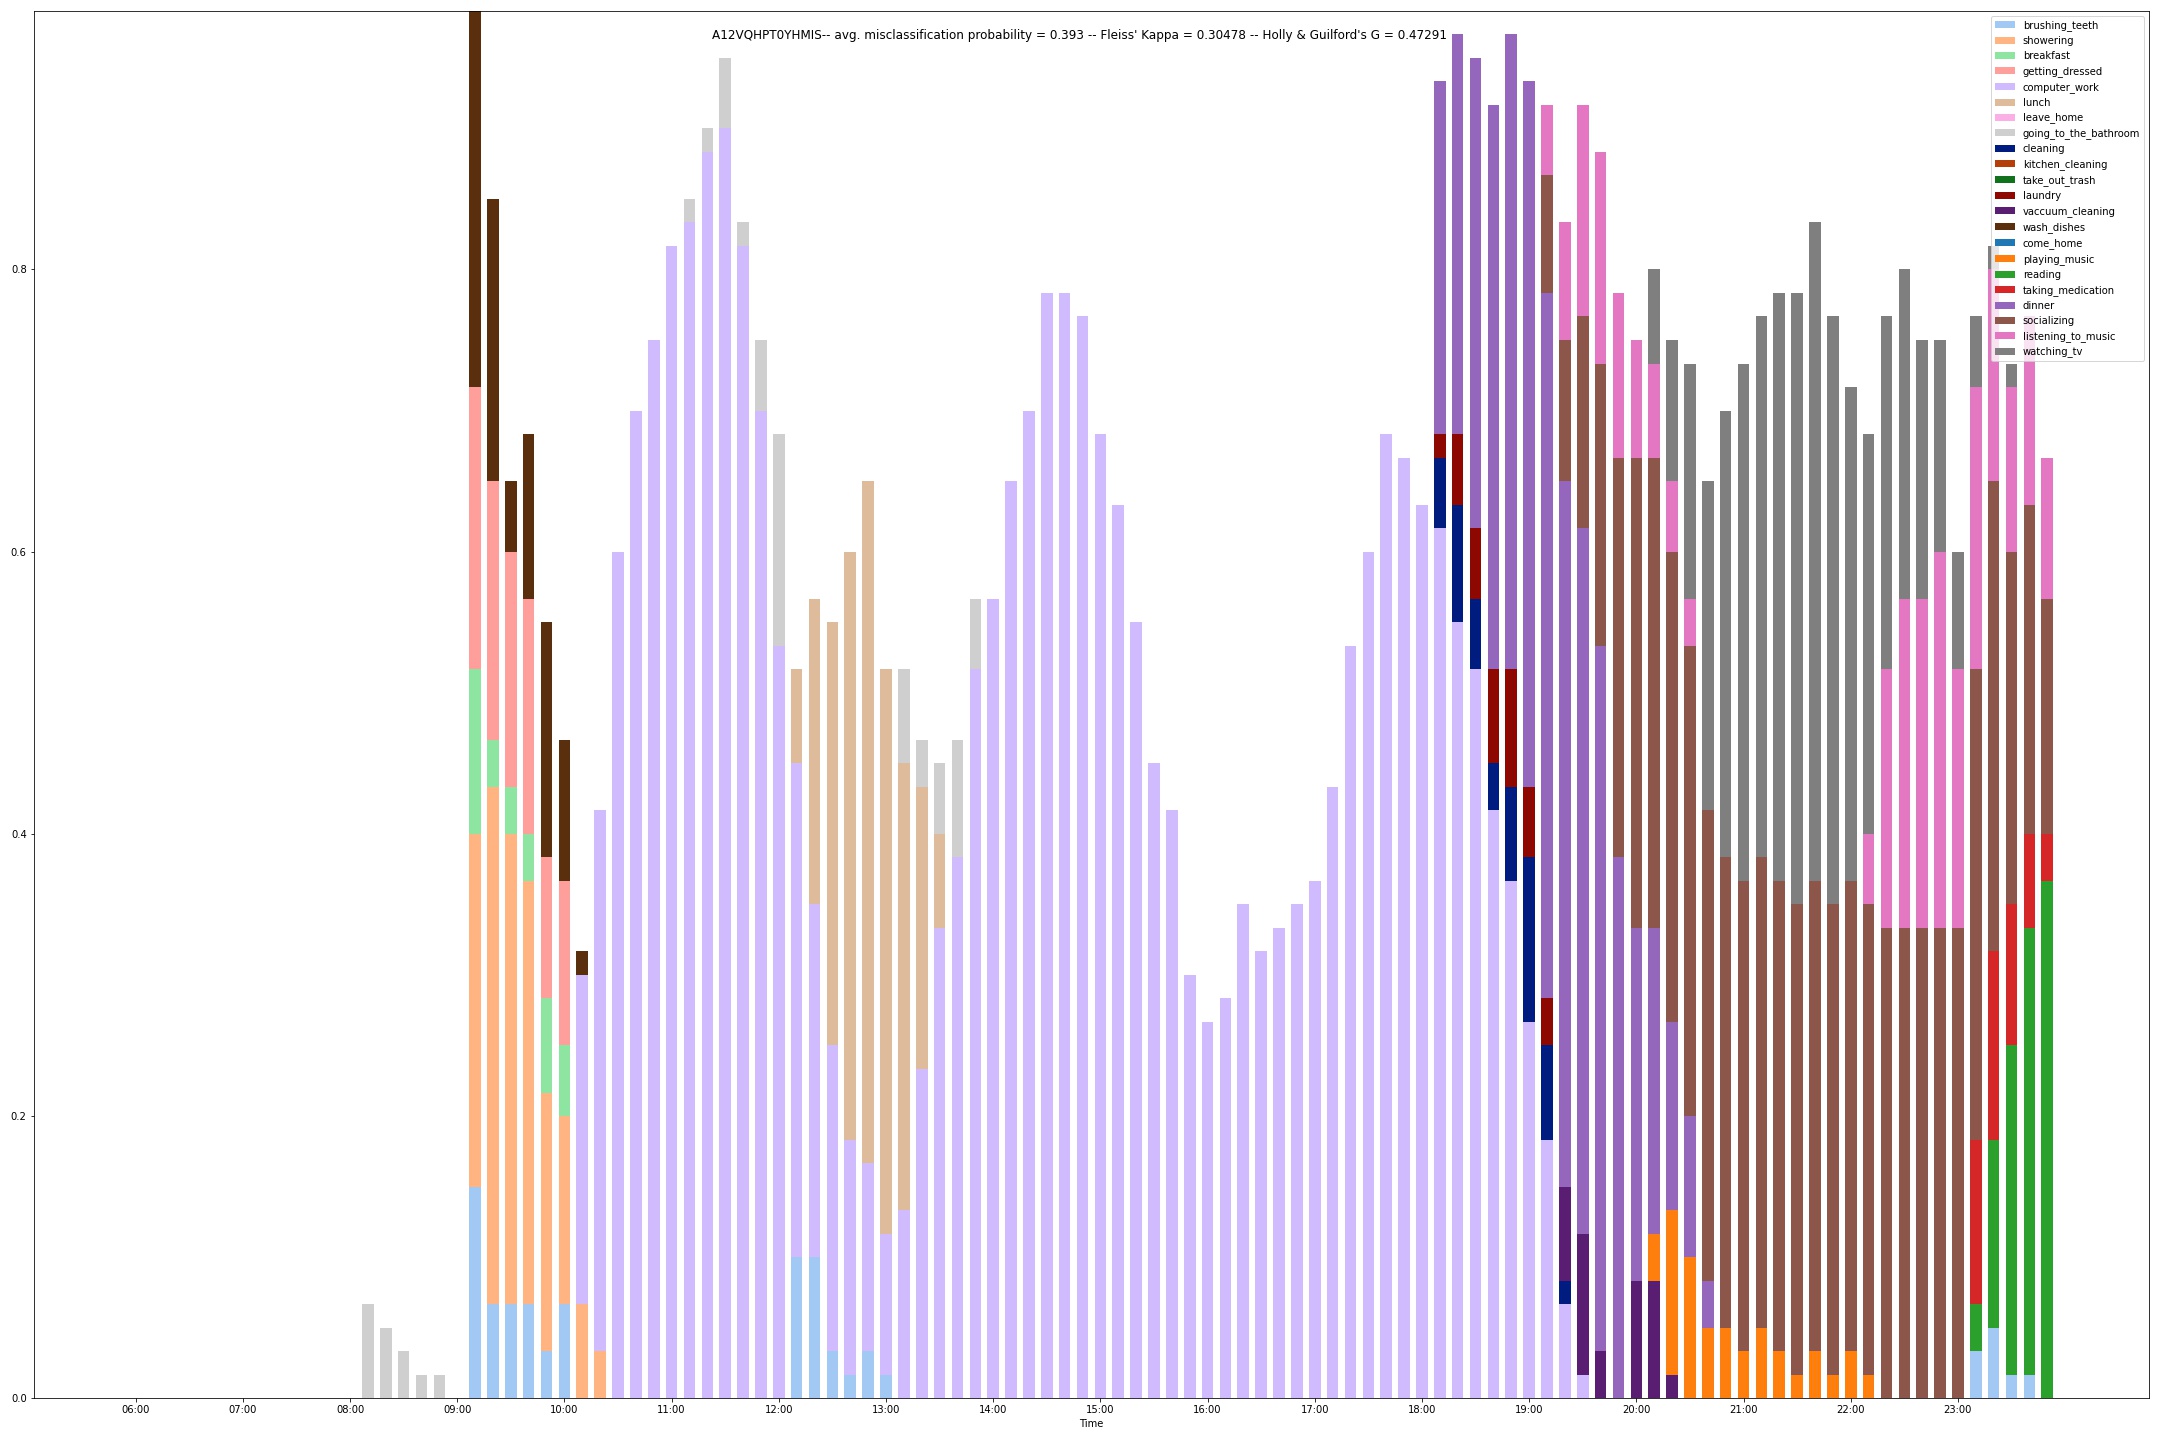 A12VQHPT0YHMIS-- avg. misclassification probability = 0.393 -- Fleiss' Kappa = 0.30478 -- Holly & Guilford's G = 0.47291
brushing_teeth
showering
breakfast
getting_dressed
computer_work
lunch
leave_home
going_to_the_bathroom
cleaning
kitchen_cleaning
take_out_trash
laundry
vaccuum_cleaning
wash_dishes
come_home
playing_music
reading
taking_medication
dinner
socializing
listening_to_music
watching_tv
0.8
0.6
0.4
0.2
0.0
06:00 07:00 08:00 09:00 10:00 11:00 12:00 13:00 14:00 15:00 16:00 17:00 18:00 19:00 20:00 21:00 22:00 23:00
Time